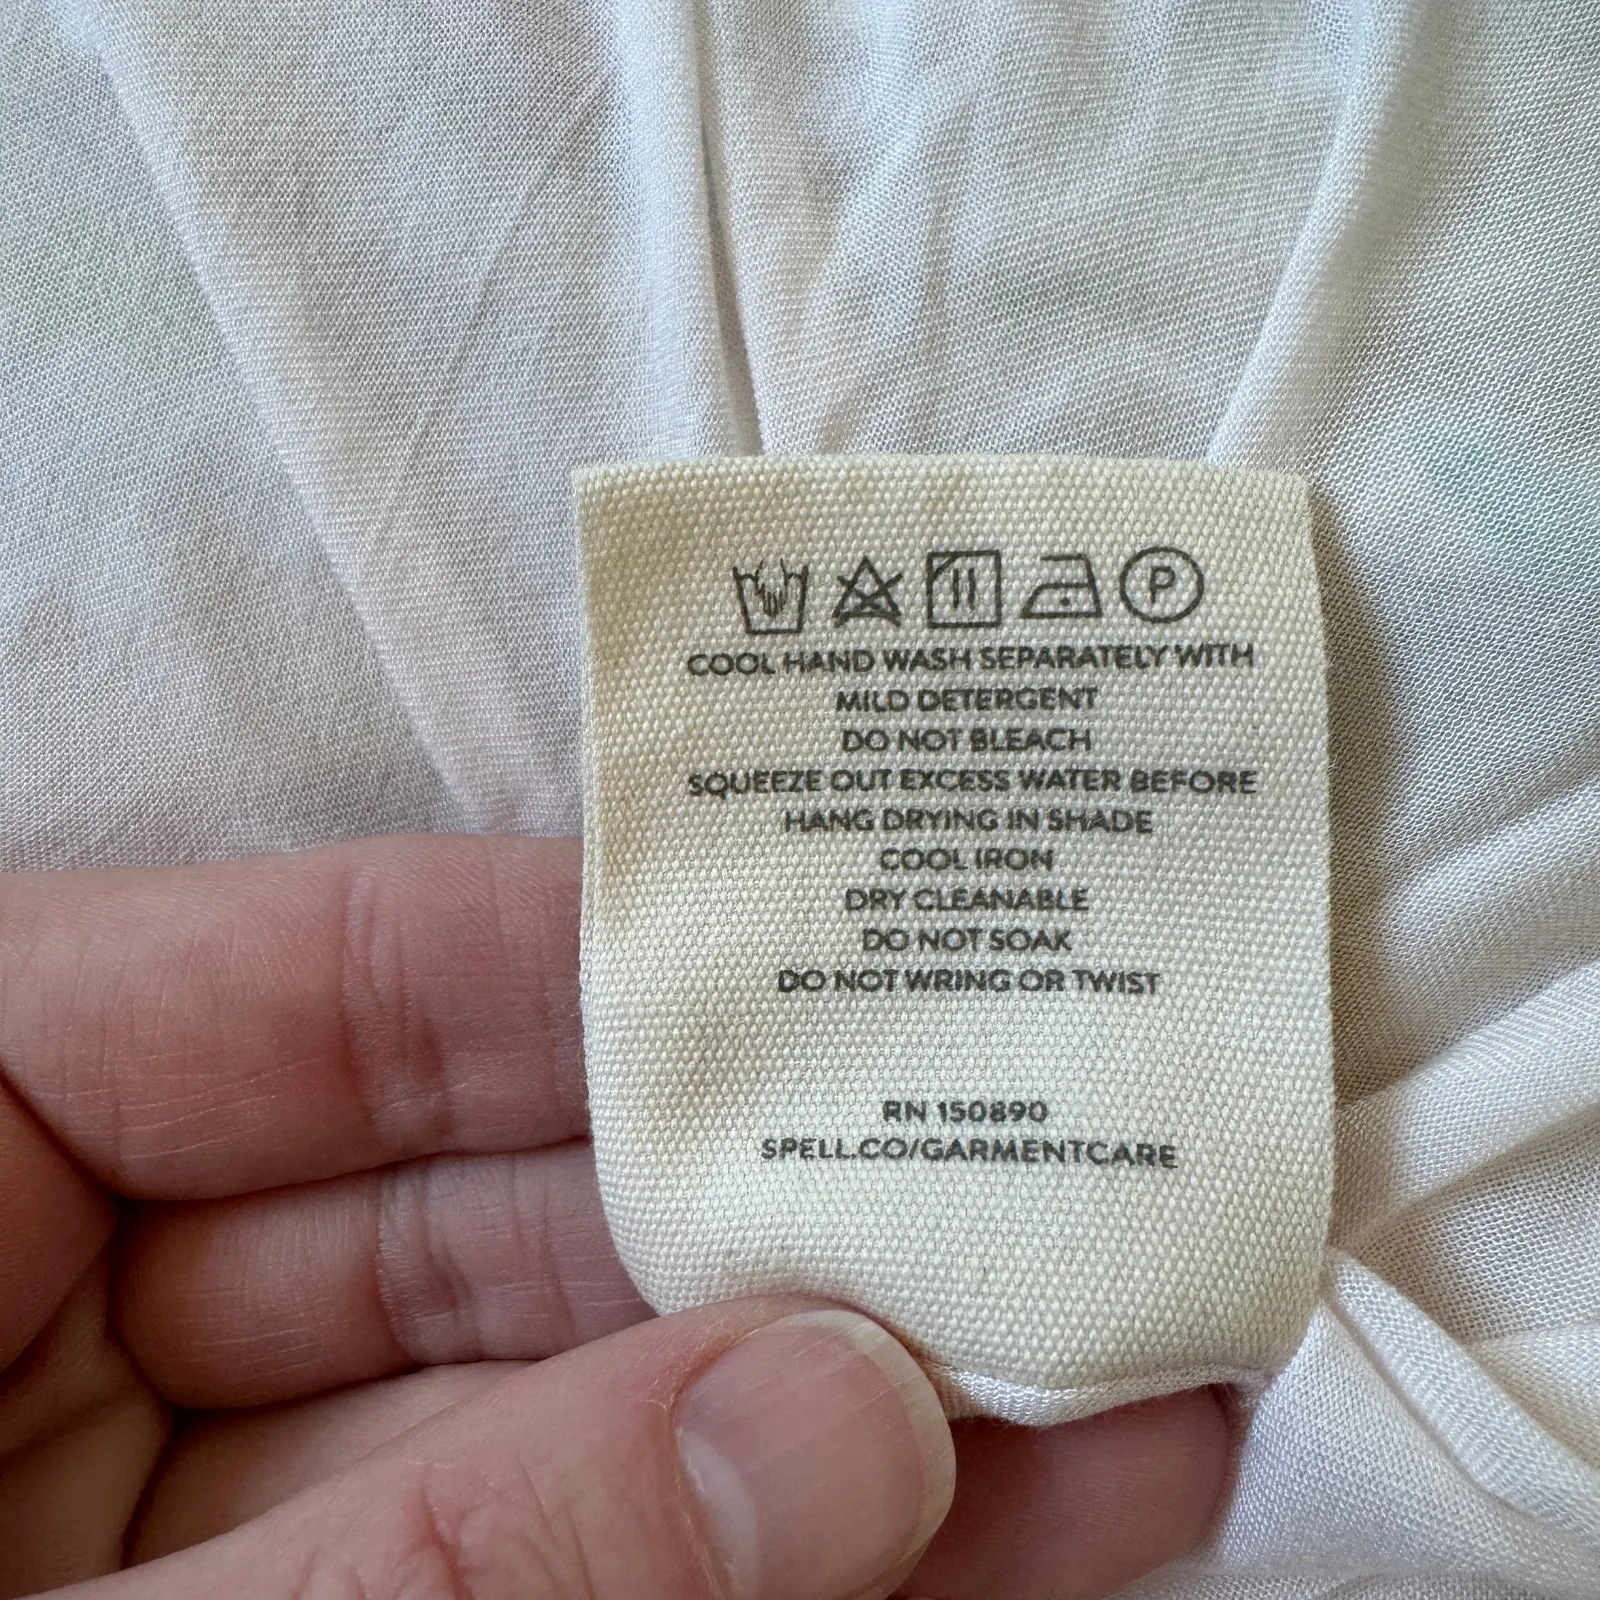 P
COOL HAND WASH SEPARATELY WITH
MILD DETERGENT
DO NOT BLEACH
SQUEEZE OUT EXCESS WATER BEFORE
HANG DRYING IN SHADE
COOL IRON
DRY CLEANABLE
DO NOT SOAK
DO NOT WRING OR TWIST
RN 150890
SPELL.CO/GARMENTCARE